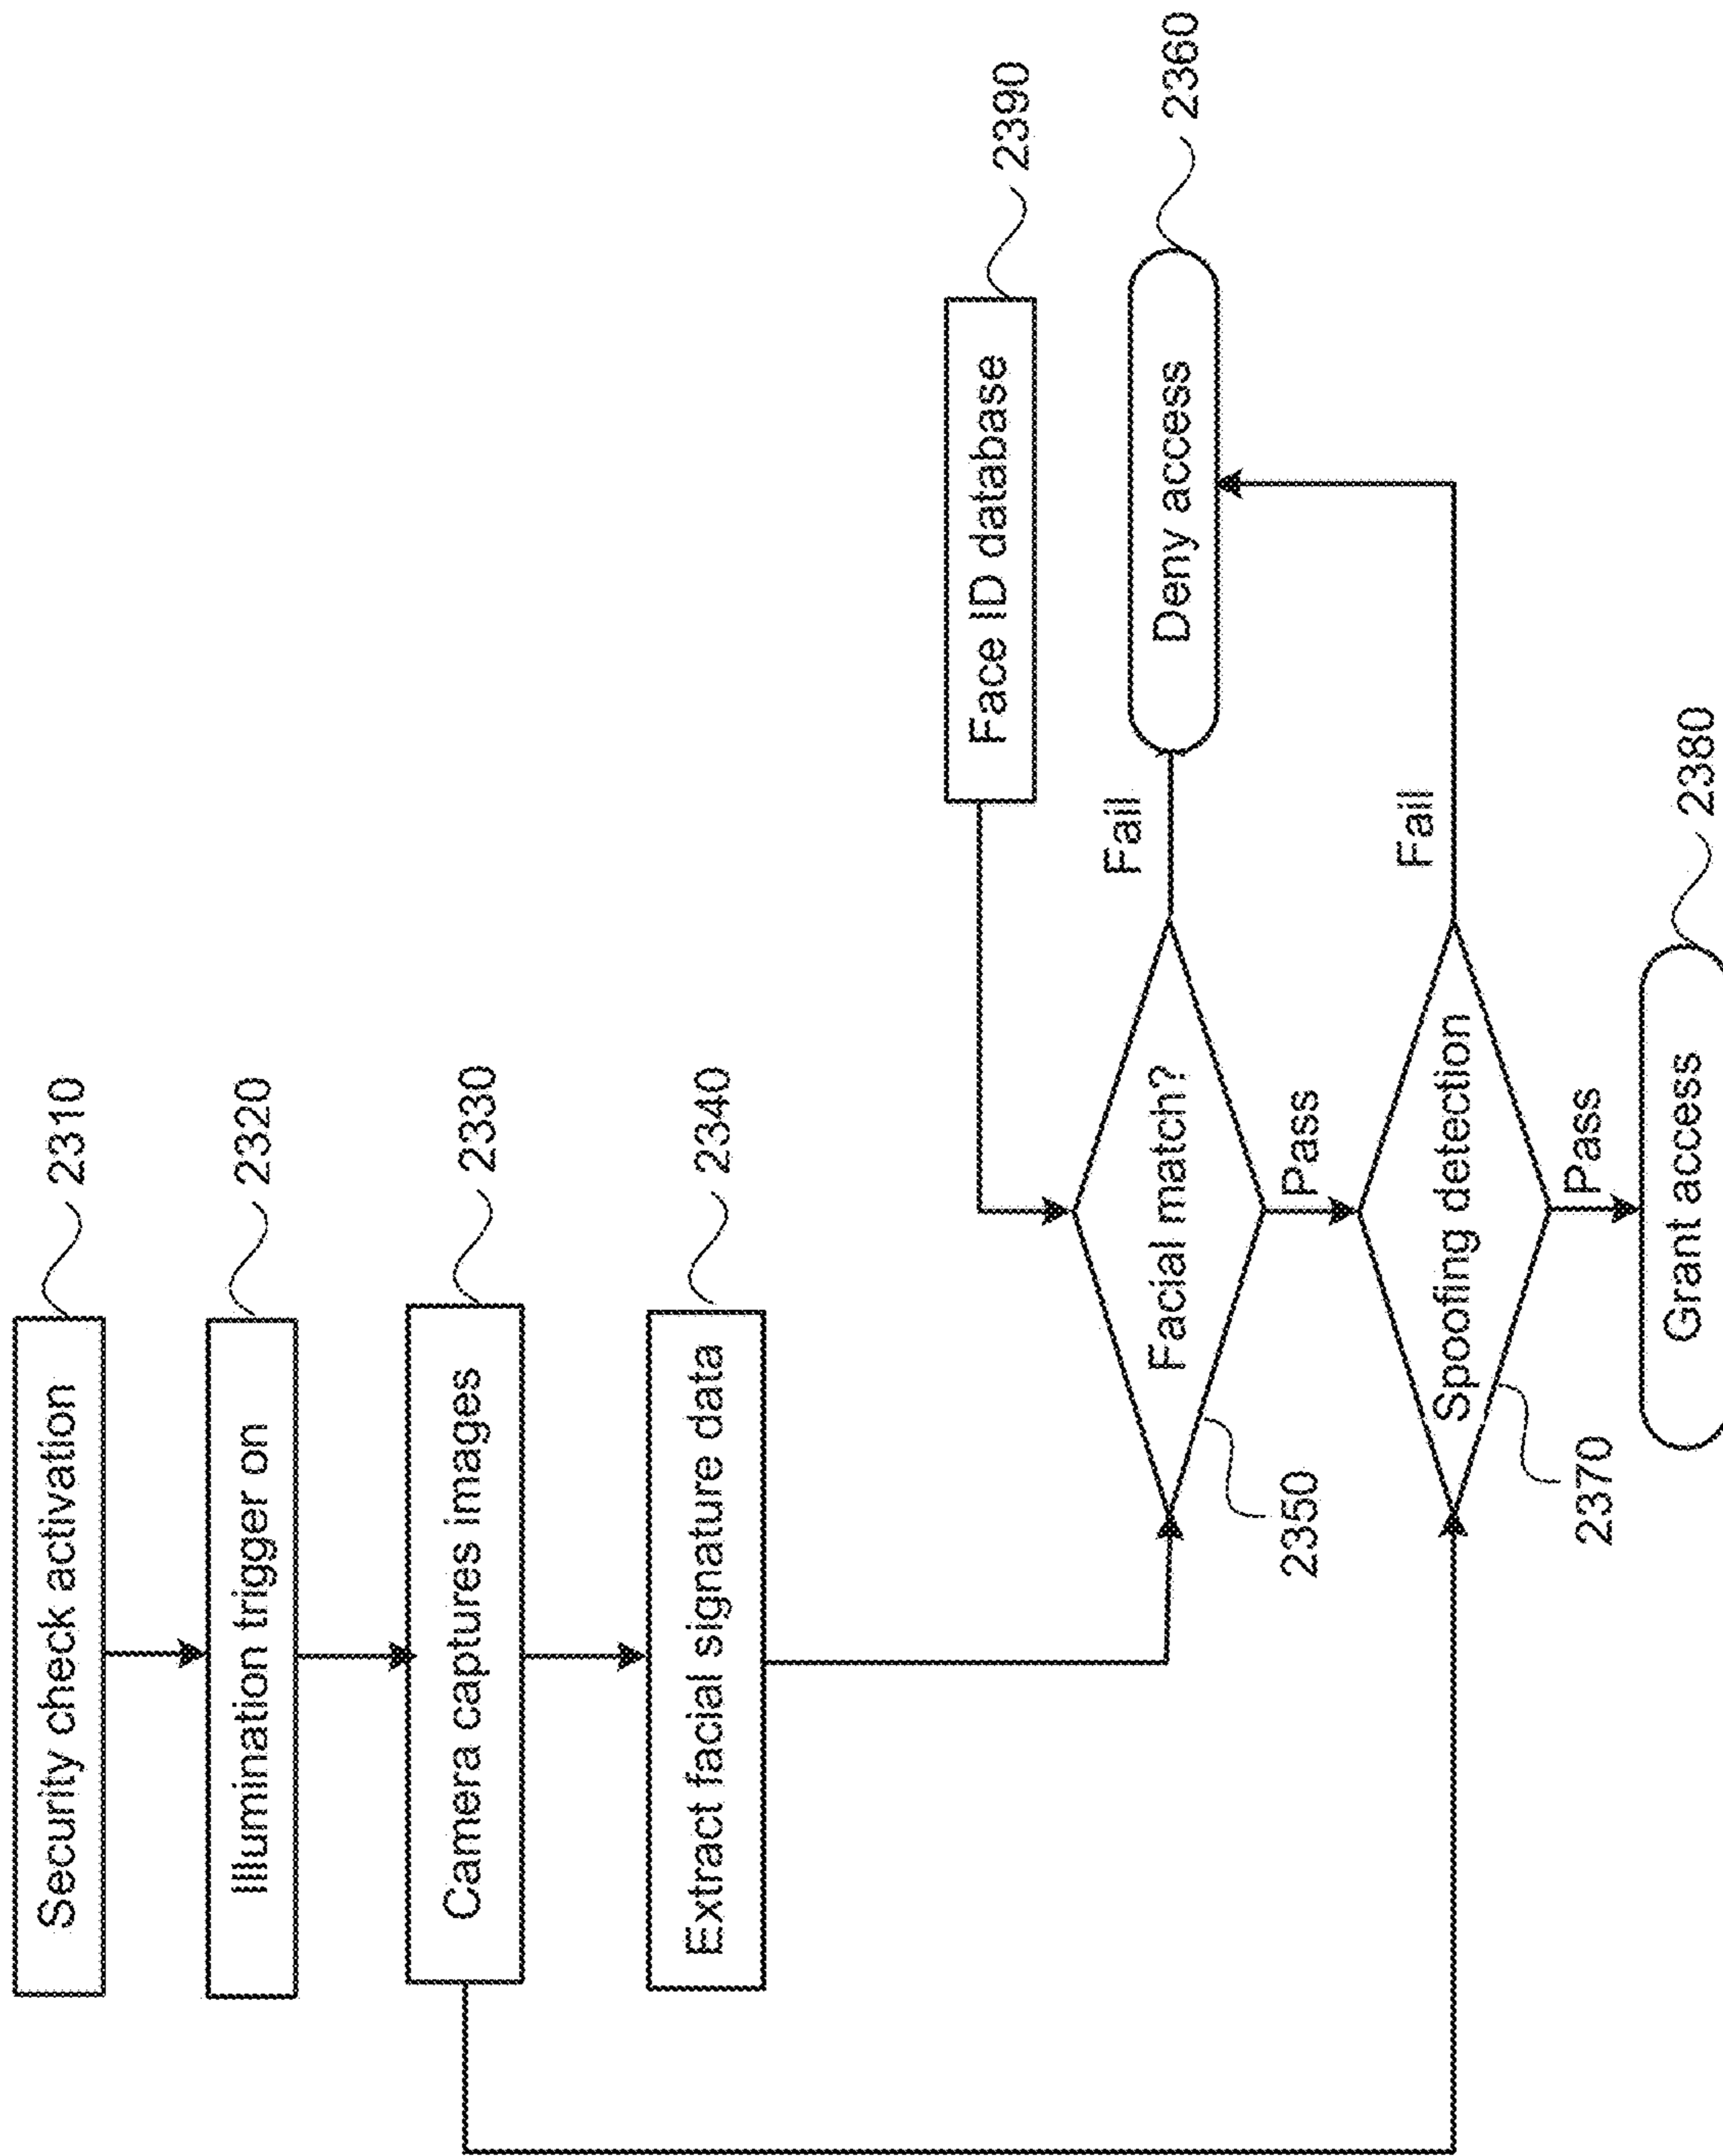 Security check activation
2310
Illumination trigger on
2320
Camera captures images
2330
Extract facial signature data
2340
Face ID database
2390
Facial match?
2350
Fail
Deny access
2360
Pass
Spoofing detection
2370
Fail
Pass
Grant access
2380